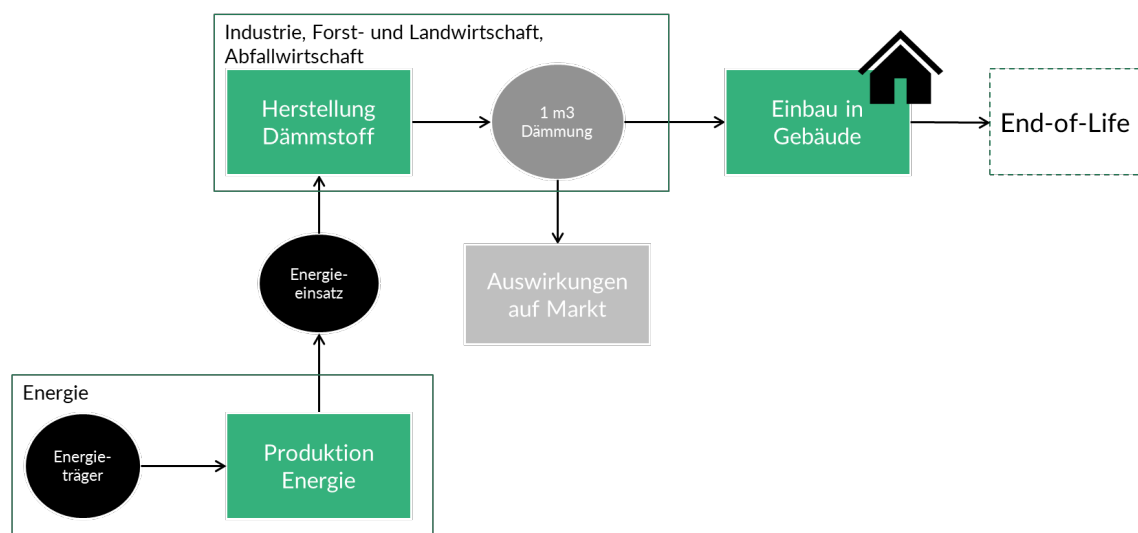 Industrie, Forst- und Landwirtschaft,
Abfallwirtschaft
Herstellung
Dämmstoff
1 m3
Dämmung
Einbau in
Gebäude
End-of-Life
Energie-
einsatz
Auswirkungen
auf Markt
Energie
Energie-
träger
Produktion
Energie